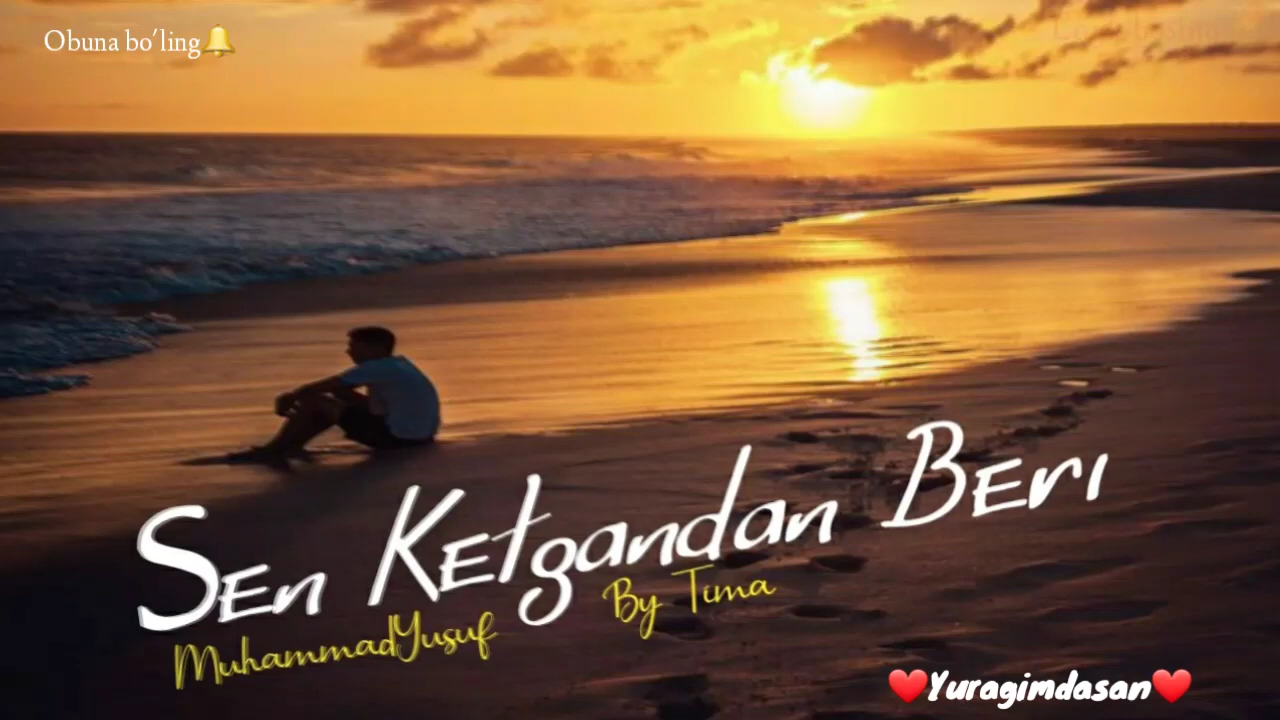 Obuna bo'ling🔔
Sen Ketgandan Beri
MuhammadYusuf
By Tima
❤️Yuragimdasan❤️